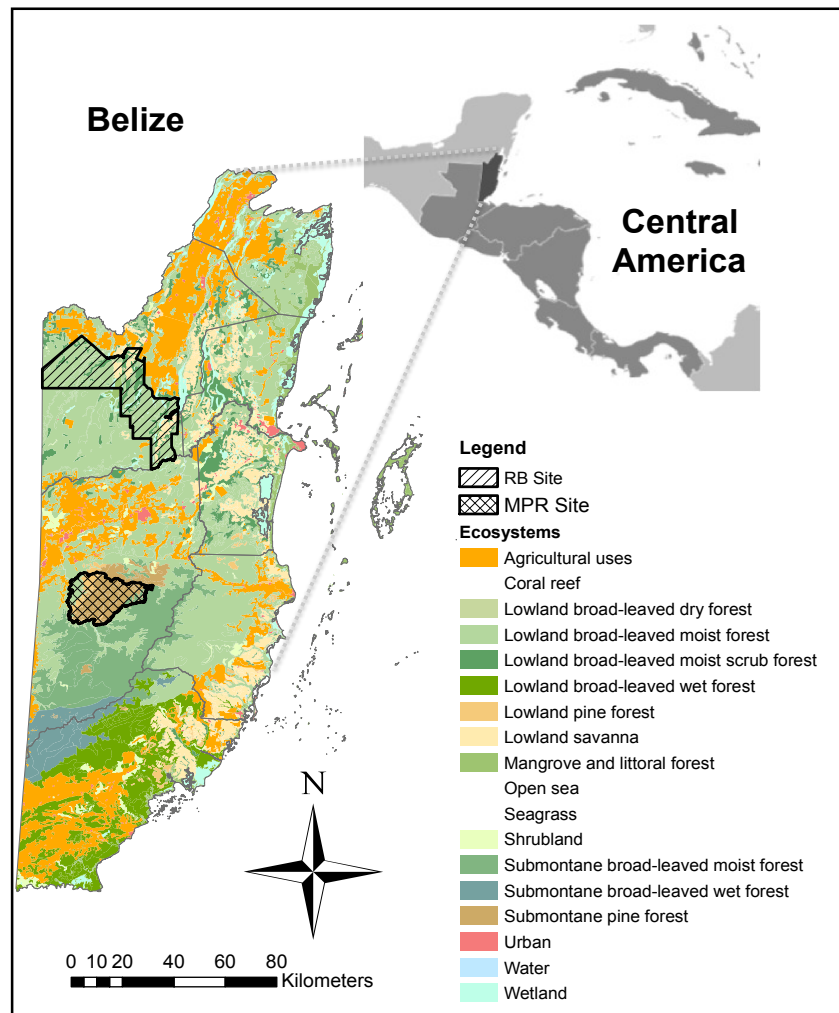 Belize
Central
America
Legend
RB Site
MPR Site
Ecosystems
Agricultural uses
Coral reef
Lowland broad-leaved dry forest
Lowland broad-leaved moist forest
Lowland broad-leaved moist scrub forest
Lowland broad-leaved wet forest
Lowland pine forest
Lowland savanna
Mangrove and littoral forest
Open sea
Seagrass
Shrubland
Submontane broad-leaved moist forest
Submontane broad-leaved wet forest
Submontane pine forest
Urban
Water
Wetland
N
0 10 20 40 60 80
Kilometers